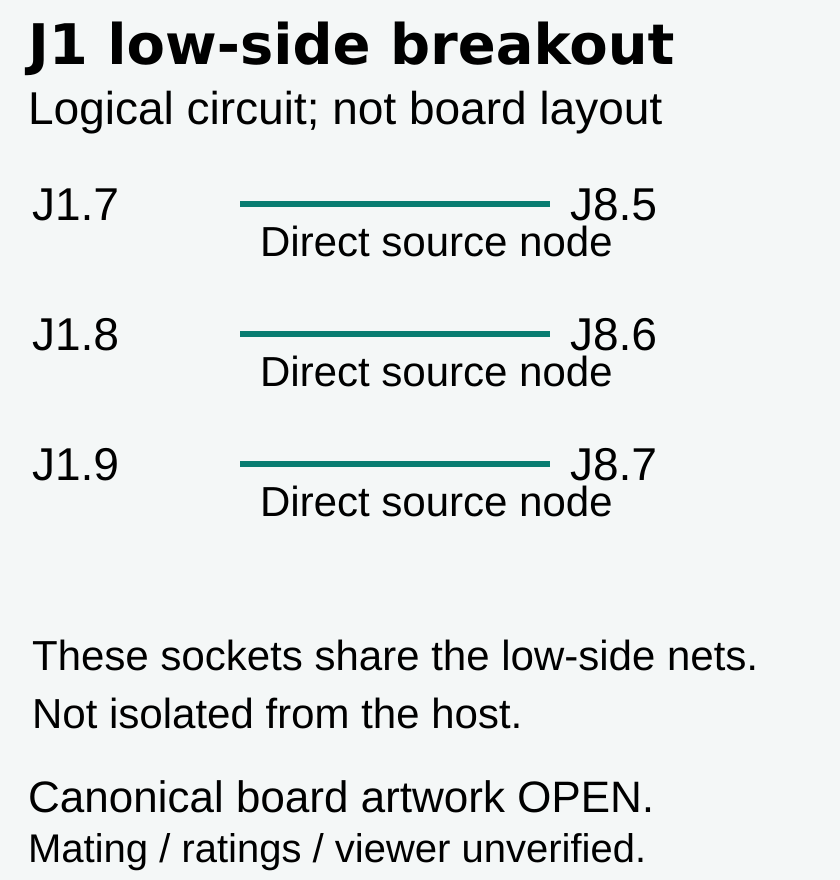 J1 low-side breakout
Logical circuit; not board layout
J1.7 J8.5
Direct source node
J1.8 J8.6
Direct source node
J1.9 J8.7
Direct source node
These sockets share the low-side nets.
Not isolated from the host.
Canonical board artwork OPEN.
Mating / ratings / viewer unverified.